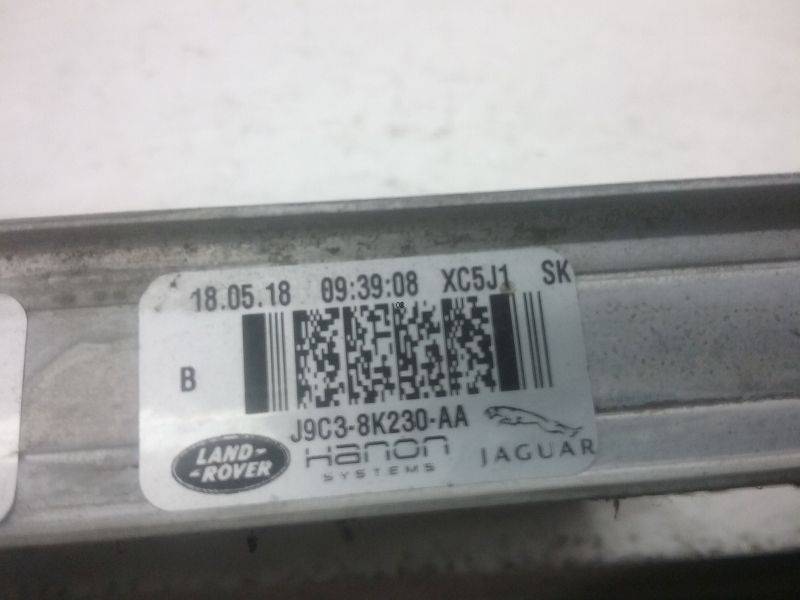 18.05.18 09:39:08 XC5J1 SK
B
J9C3-8K230-AA
LAND-
-ROVER
Hanon
SYSTEMS
JAGUAR